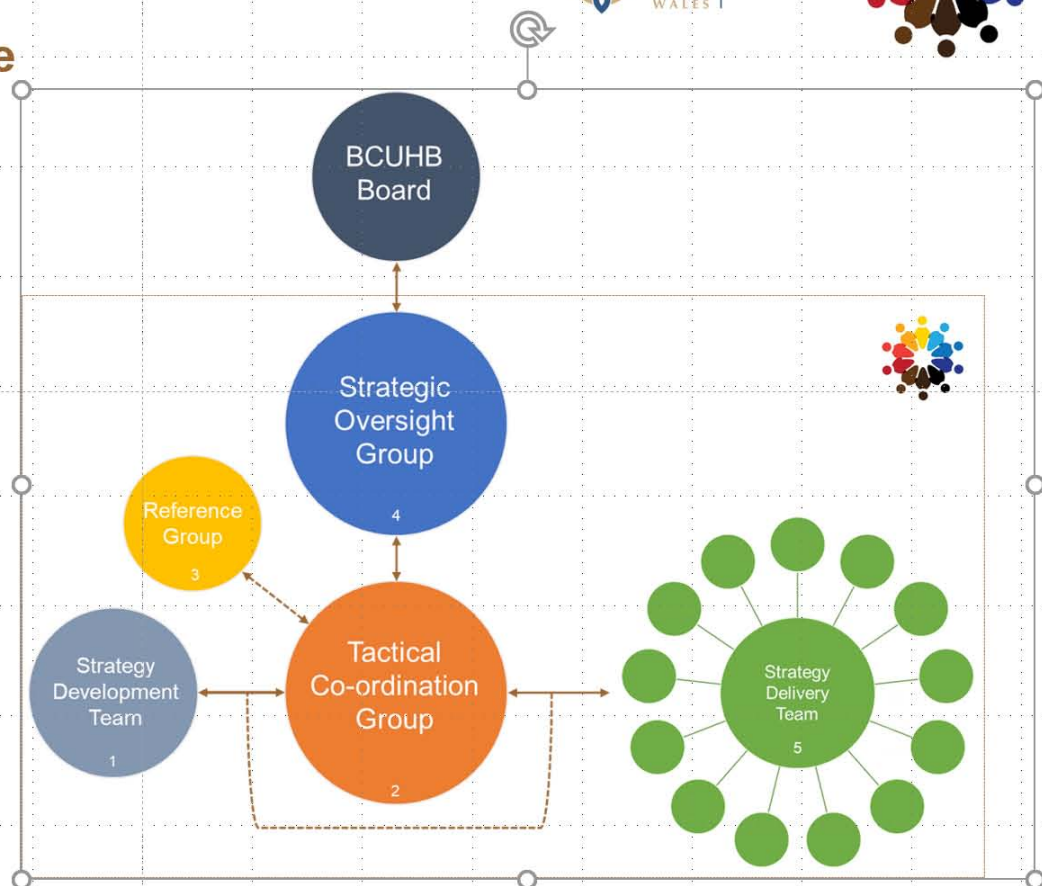 WALES
e
BCUHB
Board
Strategic
Oversight
Group
4
Reference
Group
3
Strategy
Development
Team
1
Tactical
Co-ordination
Group
2
Strategy
Delivery
Team
5